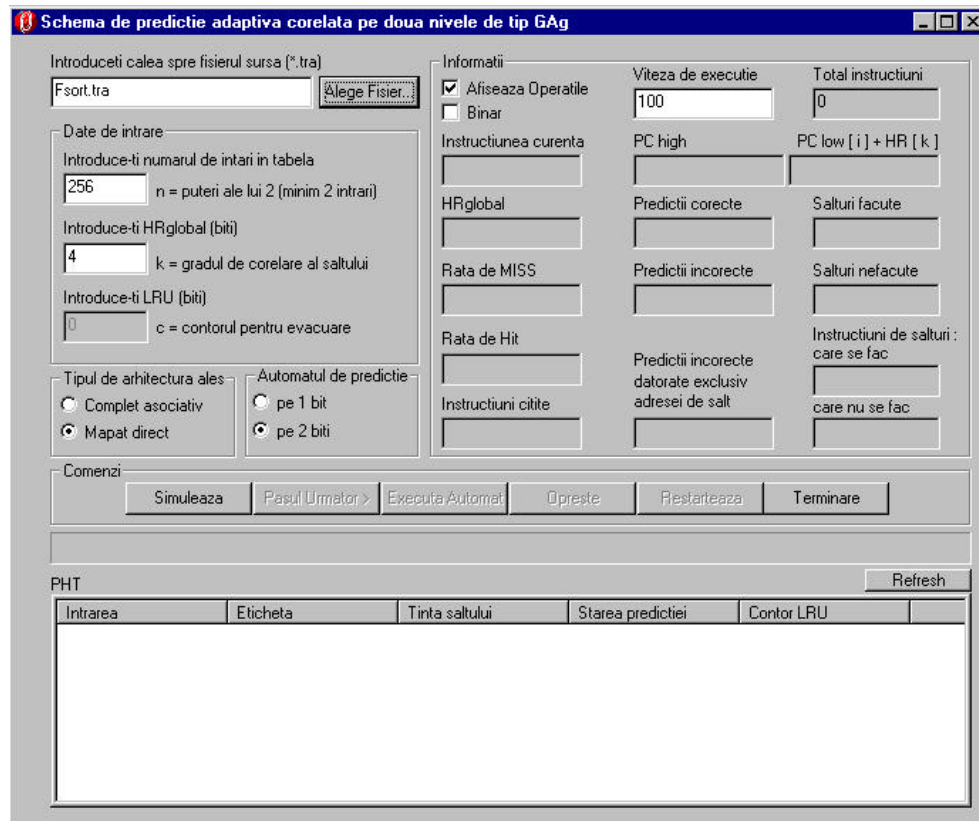 Schema de predictie adaptiva corelata pe doua nivele de tip GAg
Introduceti calea spre fisierul sursa (*.tra)
Fsort.tra
Alege Fisier...
Date de intrare
Introduce-ti numarul de intari in tabela
256
n = puteri ale lui 2 (minim 2 intrari)
Introduce-ti HRglobal (biti)
4
k = gradul de corelare al saltului
Introduce-ti LRU (biti)
0
c = contorul pentru evacuare
Tipul de arhitectura ales
Complet asociativ
Mapat direct
Automatul de predictie
pe 1 bit
pe 2 biti
Informatii
Afiseaza Operatile
Binar
Viteza de executie
100
Total instructiuni
0
Instructiunea curenta
PC high
PC low [ i ] + HR [ k ]
HRglobal
Predictii corecte
Salturi facute
Rata de MISS
Predictii incorecte
Salturi nefacute
Rata de Hit
Predictii incorecte
datorate exclusiv
adresei de salt
Instructiuni de salturi :
care se fac
Instructiuni citite
care nu se fac
Comenzi
Simuleaza
Pasul Urmator >
Executa Automat
Opreste
Restarteaza
Terminare
PHT
Refresh
Intrarea
Eticheta
Tinta saltului
Starea predictiei
Contor LRU